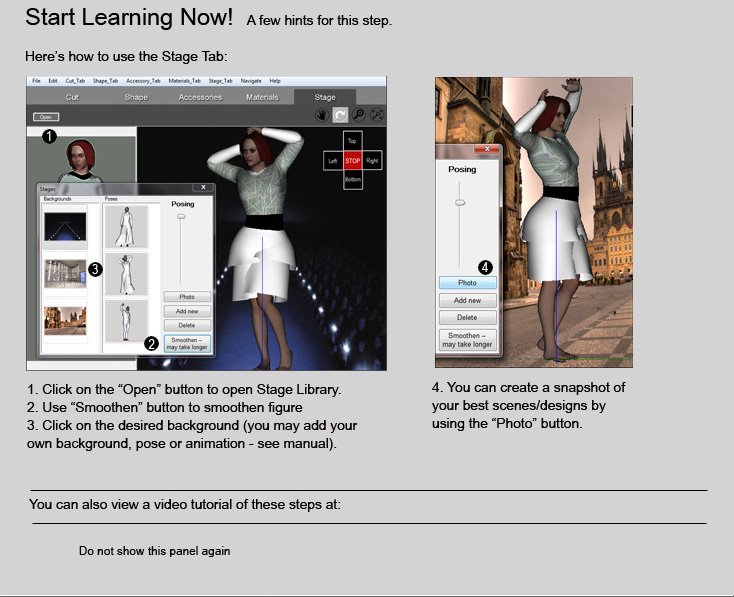 Start Learning Now! A few hints for this step.
Here's how to use the Stage Tab:
File Edit Cut_Tab Shape_Tab Accessory_Tab Materials_Tab Stage_Tab Navigate Help
Cut Shape Accessories Materials Stage
Open
1
Top
Left STOP Right
Bottom
Stages X
Backgrounds Poses
Posing
3
Photo
Add new
Delete
2
Smoothen –
may take longer
X
Posing
4
Photo
Add new
Delete
Smoothen –
may take longer
1. Click on the “Open” button to open Stage Library.
2. Use “Smoothen” button to smoothen figure
3. Click on the desired background (you may add your
own background, pose or animation - see manual).
4. You can create a snapshot of
your best scenes/designs by
using the “Photo” button.
You can also view a video tutorial of these steps at:
Do not show this panel again